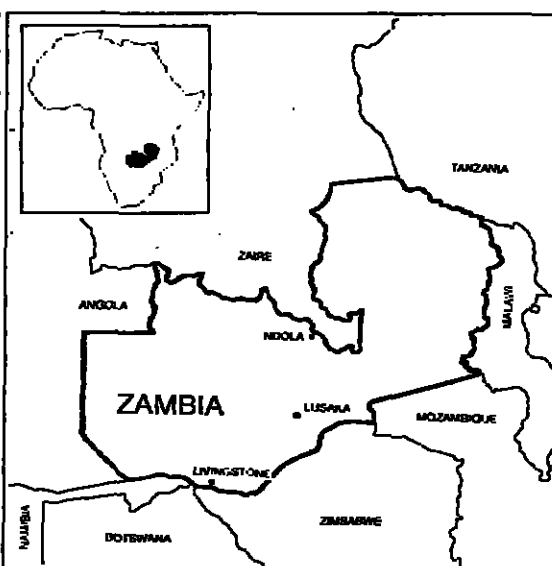 TANZANIA
ZAIRE
ANGOLA
MALAWI
NDOLA
ZAMBIA
LUSAKA
MOZAMBIQUE
LIVINGSTONE
NAMIBIA
BOTSWANA
ZIMBABWE